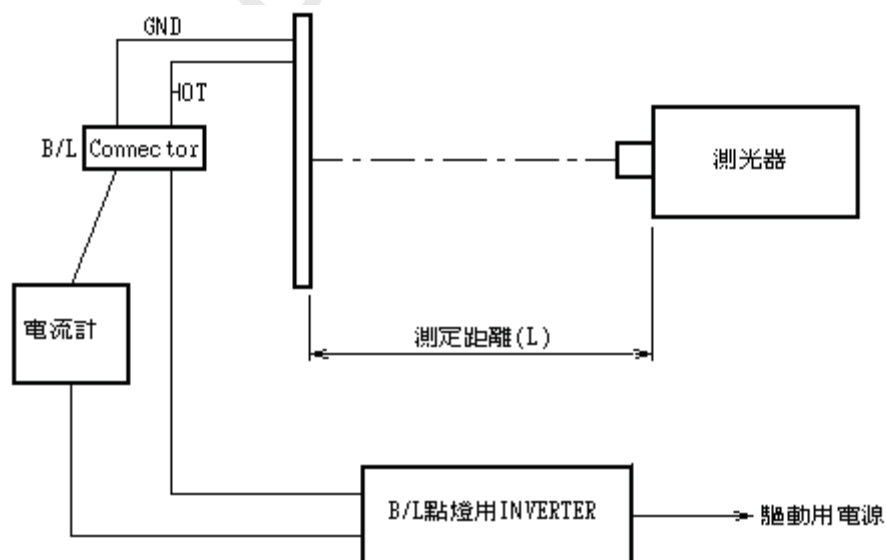 GND
HOT
B/L Connector
測光器
電流計
測定距離(L)
B/L點燈用INVERTER
驅動用電源